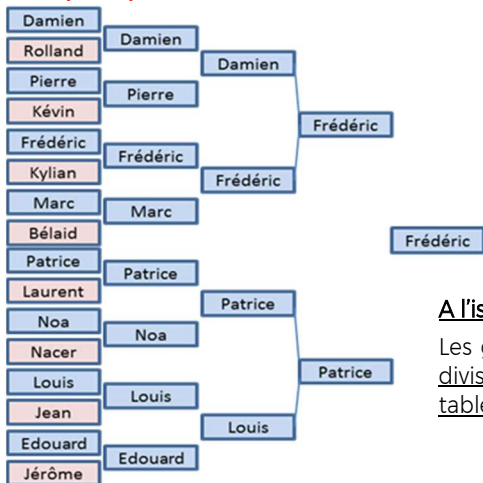 Damien
Rolland
Pierre
Kévin
Frédéric
Kylian
Marc
Bélaid
Patrice
Laurent
Noa
Nacer
Louis
Jean
Edouard
Jérôme
Damien
Pierre
Frédéric
Marc
Patrice
Noa
Louis
Edouard
Damien
Frédéric
Patrice
Louis
Frédéric
Patrice
Frédéric
A l'is
Les
divis
table